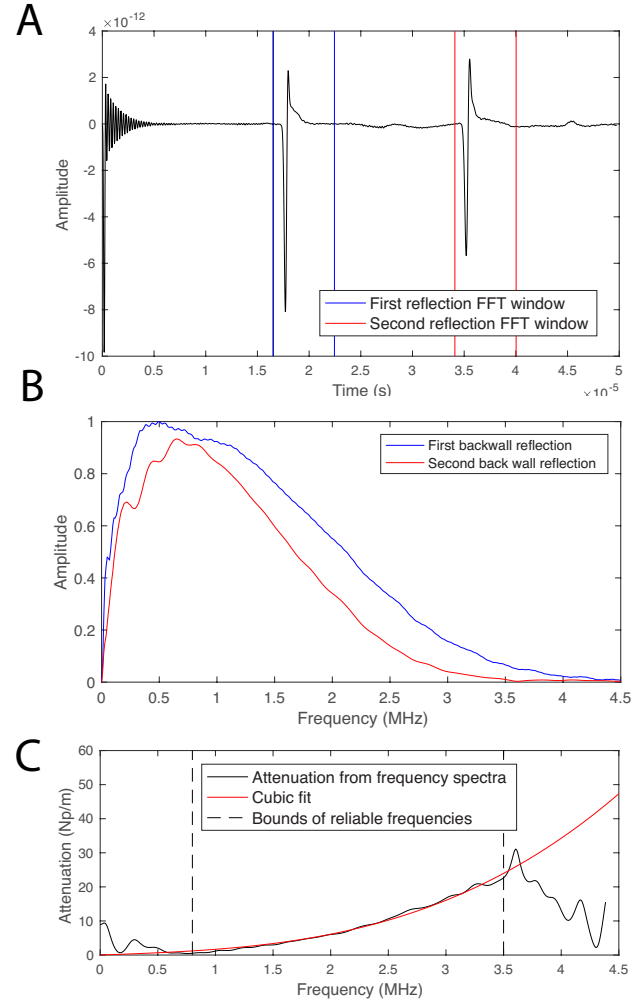 A
×10⁻¹²
4
2
0
-2
-4
-6
-8
-10
Amplitude
First reflection FFT window
Second reflection FFT window
0 0.5 1 1.5 2 2.5 3 3.5 4 4.5 5
Time (s)
×10⁻⁵
B
1
0.8
0.6
0.4
0.2
0
Amplitude
First backwall reflection
Second back wall reflection
0 0.5 1 1.5 2 2.5 3 3.5 4 4.5
Frequency (MHz)
C
60
50
40
30
20
10
0
Attenuation (Np/m)
Attenuation from frequency spectra
Cubic fit
Bounds of reliable frequencies
0 0.5 1 1.5 2 2.5 3 3.5 4 4.5
Frequency (MHz)